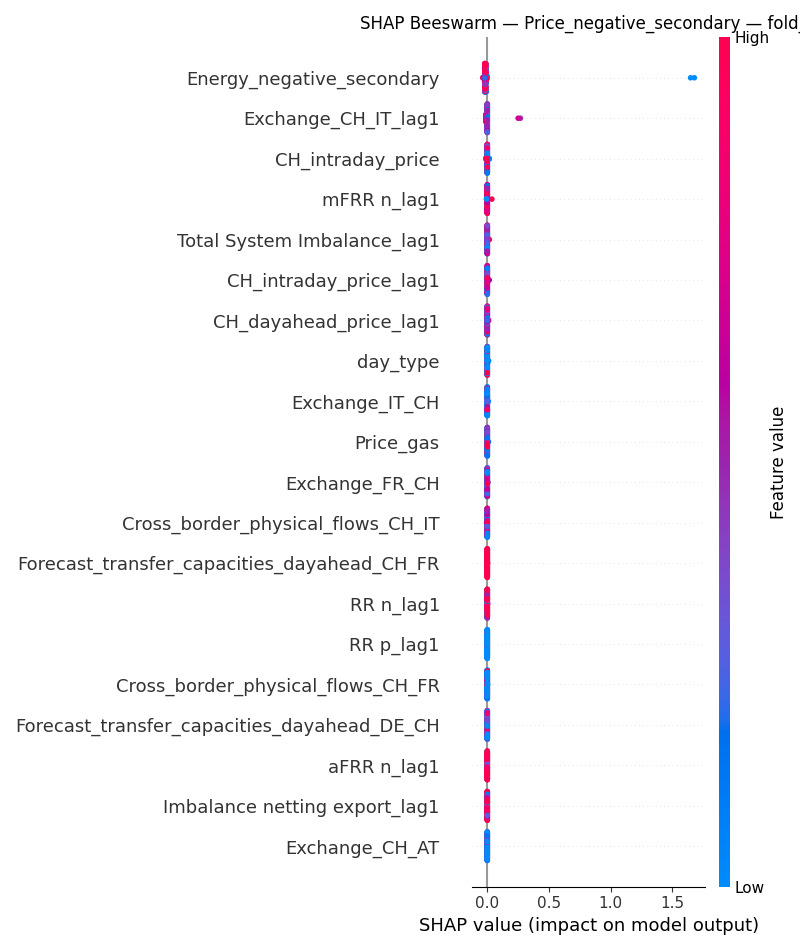 SHAP Beeswarm — Price_negative_secondary — fold_
High
Energy_negative_secondary
Exchange_CH_IT_lag1
CH_intraday_price
mFRR n_lag1
Total System Imbalance_lag1
CH_intraday_price_lag1
CH_dayahead_price_lag1
day_type
Exchange_IT_CH
Price_gas
Exchange_FR_CH
Cross_border_physical_flows_CH_IT
Forecast_transfer_capacities_dayahead_CH_FR
RR n_lag1
RR p_lag1
Cross_border_physical_flows_CH_FR
Forecast_transfer_capacities_dayahead_DE_CH
aFRR n_lag1
Imbalance netting export_lag1
Exchange_CH_AT
Feature value
Low
0.0 0.5 1.0 1.5
SHAP value (impact on model output)